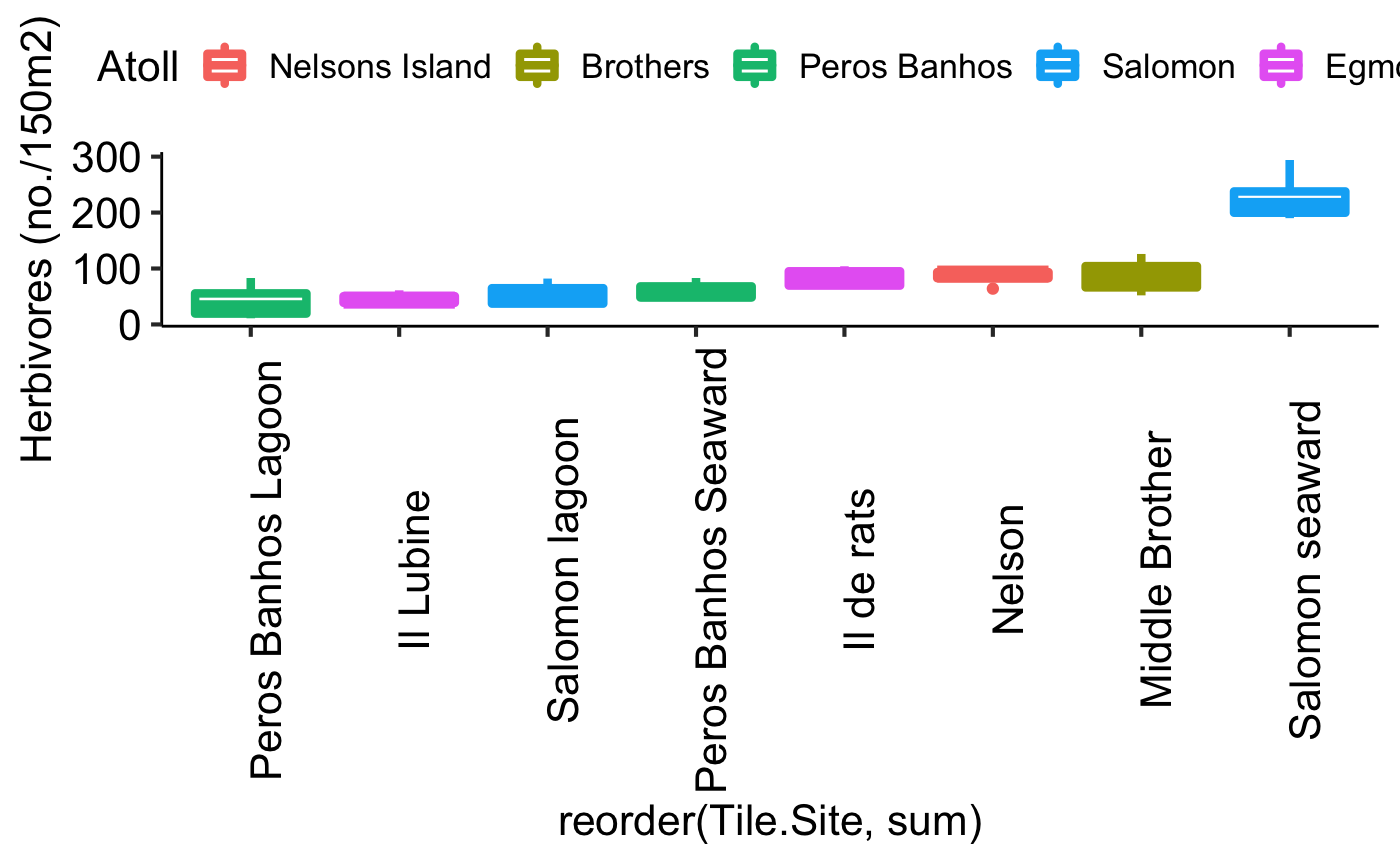 Atoll Nelsons Island Brothers Peros Banhos Salomon Egmo
Herbivores (no./150m2)
300
200
100
0
Peros Banhos Lagoon
Il Lubine
Salomon lagoon
Peros Banhos Seaward
Il de rats
Nelson
Middle Brother
Salomon seaward
reorder(Tile.Site, sum)